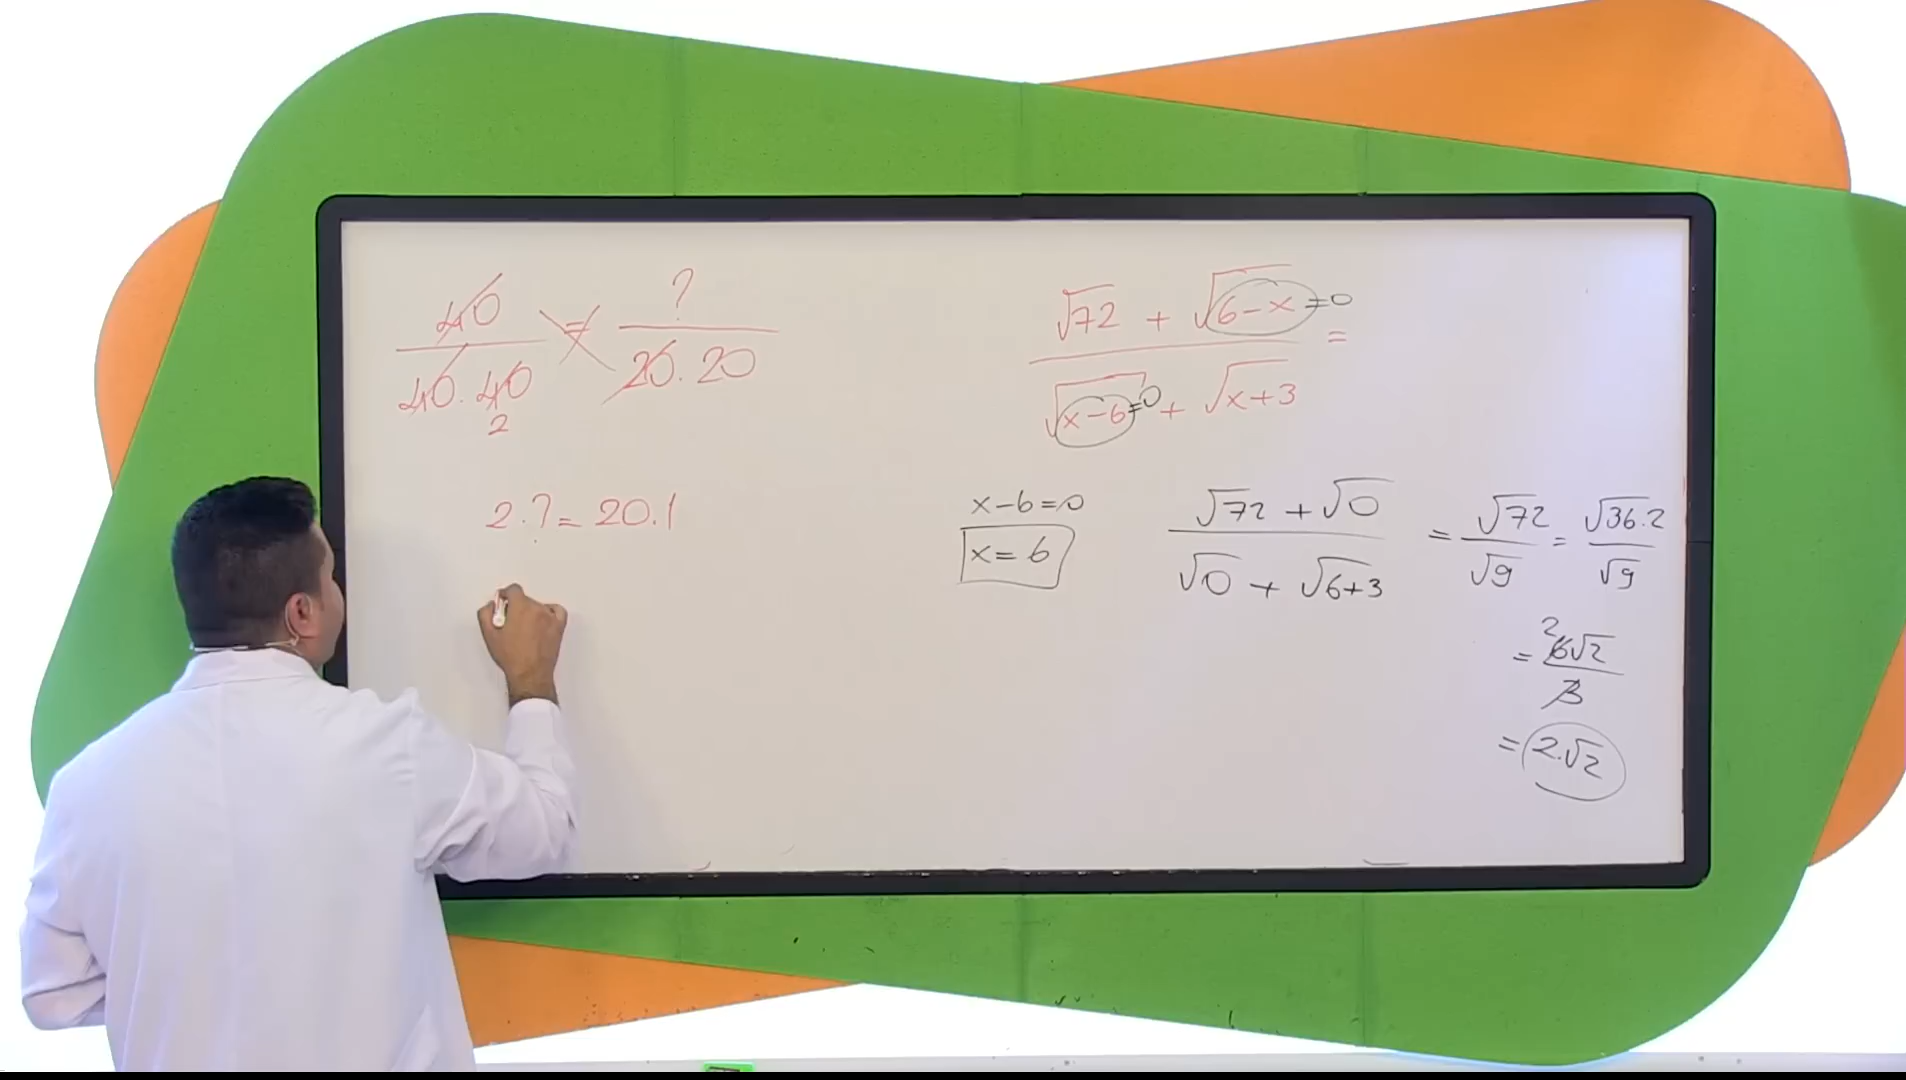 40 = ?
40.40 20.20
2
2.? = 20.1
√72 + √6-x =0
=
√x-6 =0 + √x+3
x-6=0
x=6
√72 + √0
√0 + √6+3
= √72 = √36.2
√9 √9
2
= 6√2
3
= 2.√2